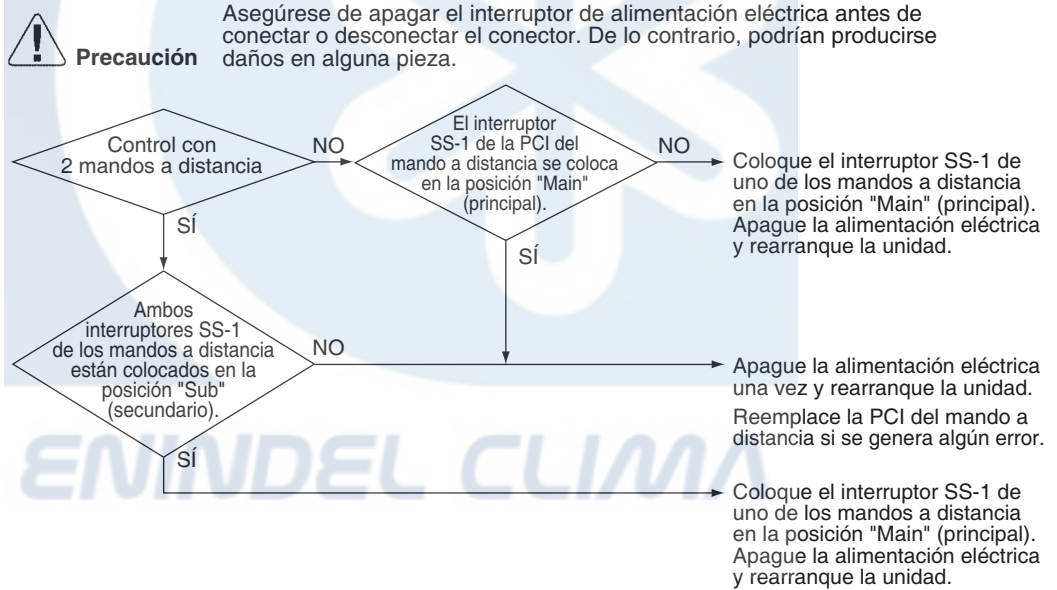 Asegúrese de apagar el interruptor de alimentación eléctrica antes de
conectar o desconectar el conector. De lo contrario, podrían producirse
Precaución daños en alguna pieza.
Control con
2 mandos a distancia
NO
El interruptor
SS-1 de la PCI del
mando a distancia se coloca
en la posición "Main"
(principal).
NO
Coloque el interruptor SS-1 de
uno de los mandos a distancia
en la posición "Main" (principal).
Apague la alimentación eléctrica
y rearranque la unidad.
SÍ
SÍ
Ambos
interruptores SS-1
de los mandos a distancia
están colocados en la
posición "Sub"
(secundario).
NO
Apague la alimentación eléctrica
una vez y rearranque la unidad.
Reemplace la PCI del mando a
distancia si se genera algún error.
SÍ
Coloque el interruptor SS-1 de
uno de los mandos a distancia
en la posición "Main" (principal).
Apague la alimentación eléctrica
y rearranque la unidad.
ENINDEL CLIMA